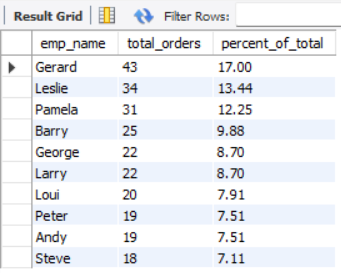 Result Grid Filter Rows:
emp_name total_orders percent_of_total
Gerard 43 17.00
Leslie 34 13.44
Pamela 31 12.25
Barry 25 9.88
George 22 8.70
Larry 22 8.70
Loui 20 7.91
Peter 19 7.51
Andy 19 7.51
Steve 18 7.11